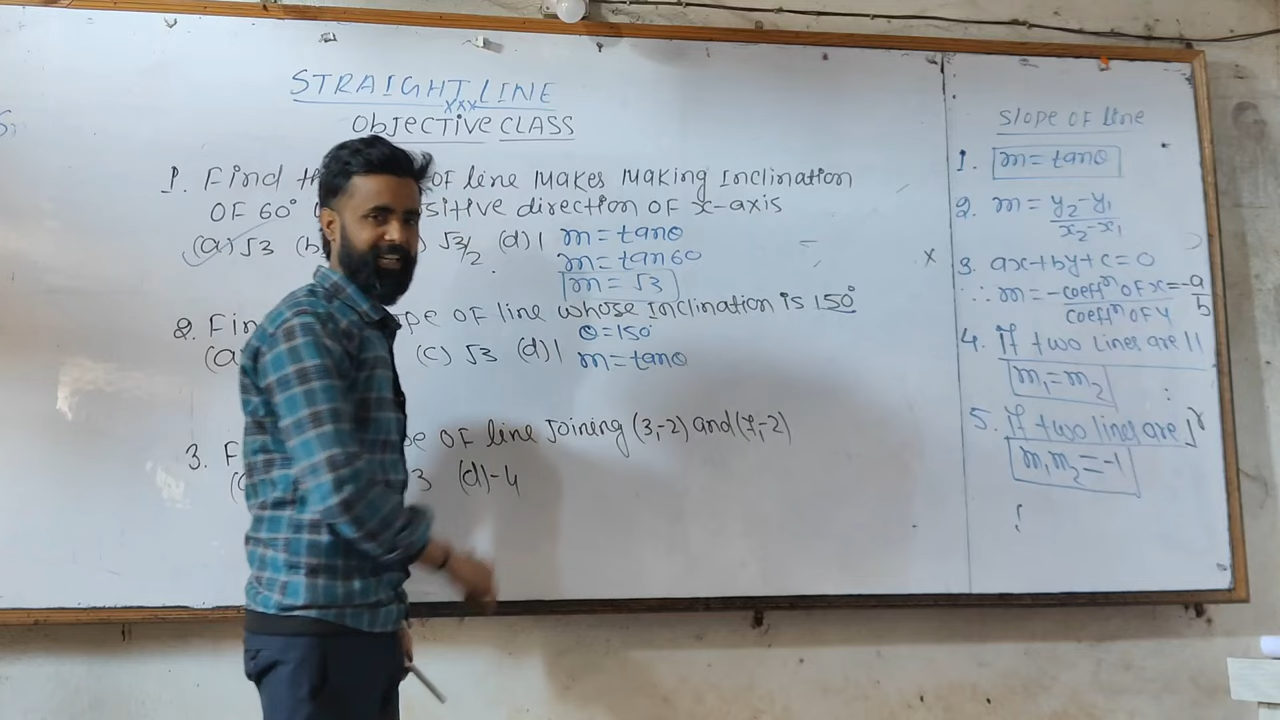 STRAIGHT LINE
xxx
Objective CLASS
1. Find th OF line Makes Making Inclination
OF 60° sitive direction OF x-axis
(a) √3 (b) √3/2 (d) 1
m = tanθ
m = tan60
m = √3
2. Fin pe OF line whose Inclination is 150°
(a (c) √3 (d) 1
θ = 150°
m = tanθ
3. F pe OF line Joining (3,-2) and (7,-2)
3 (d) -4
Slope OF line
1. m = tanθ
2. m = y₂-y₁/x₂-x₁
x 3. ax+by+c=0
∴ m = -coeffⁿ OF x/coeffⁿ OF y = -a/b
4. If two Lines are ||
m₁ = m₂
5. If two lines are
m₁m₂ = -1